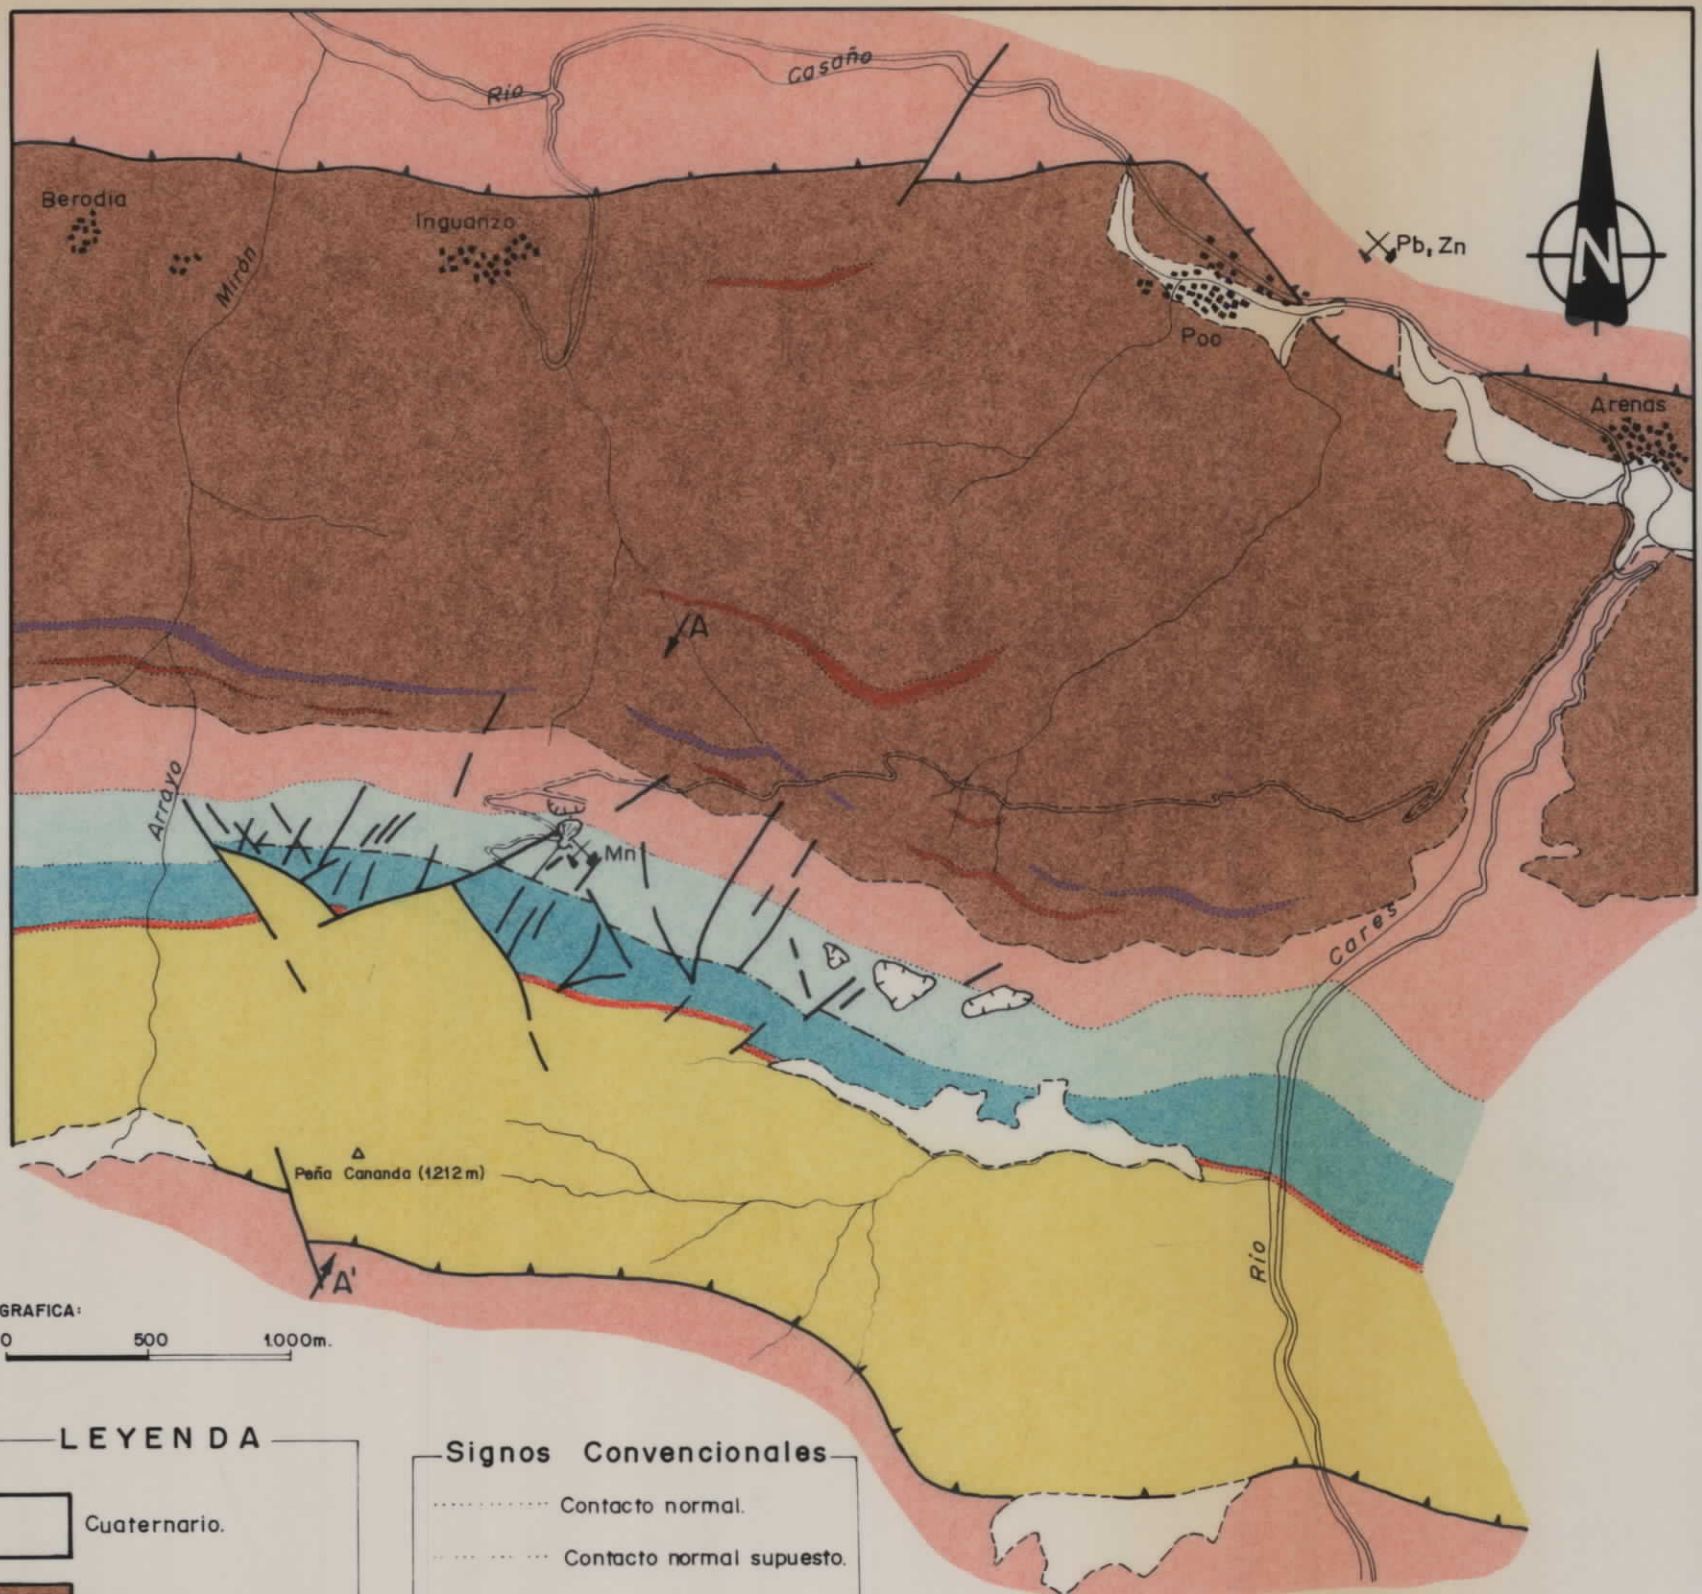 Rio
Casaño
Berodia
Inguanzo
Mirón
Pb, Zn
N
Poo
Arenas
A
Arroyo
Mn
Cares
Peña Cananda (1.212 m)
A'
Rio
GRAFICA:
0 500 1.000m.
LEYENDA
Cuaternario.
Signos Convencionales
Contacto normal.
Contacto normal supuesto.